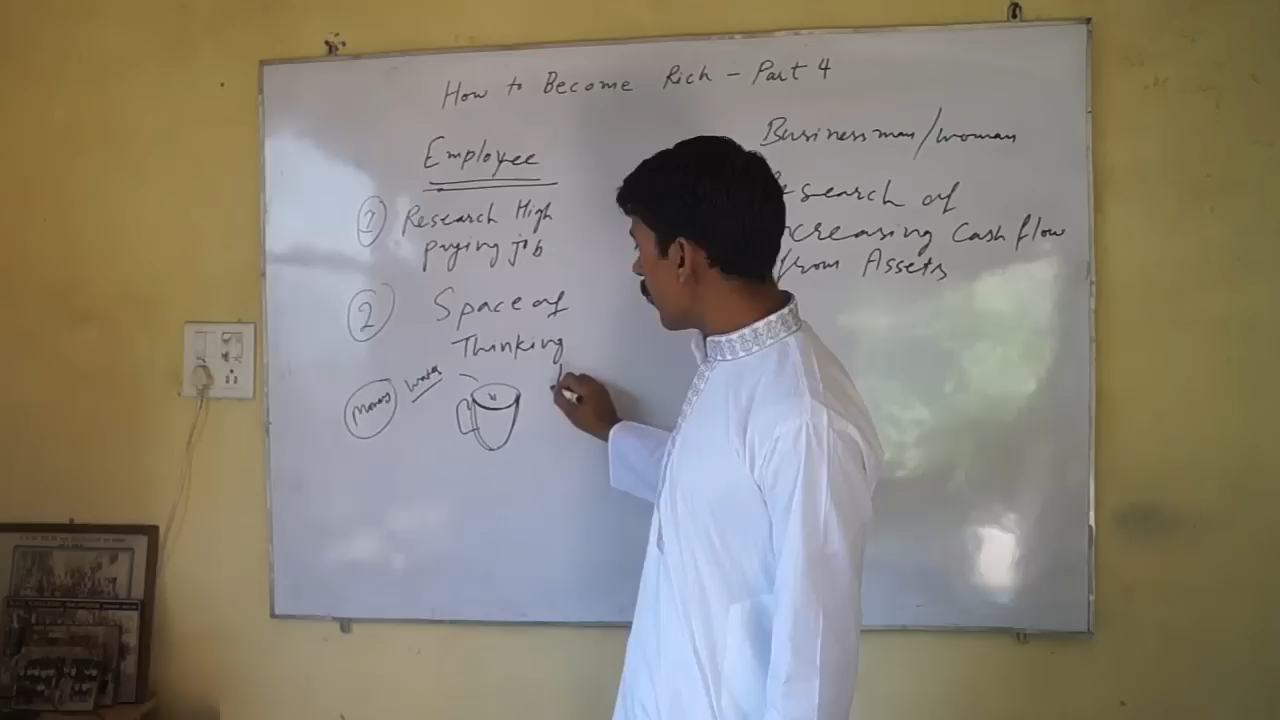 How to Become Rich - Part 4
Employee
① Research High
paying job
② Space of
Thinking
Money
Water
Businessman/woman
search of
creasing cash flow
from Assets